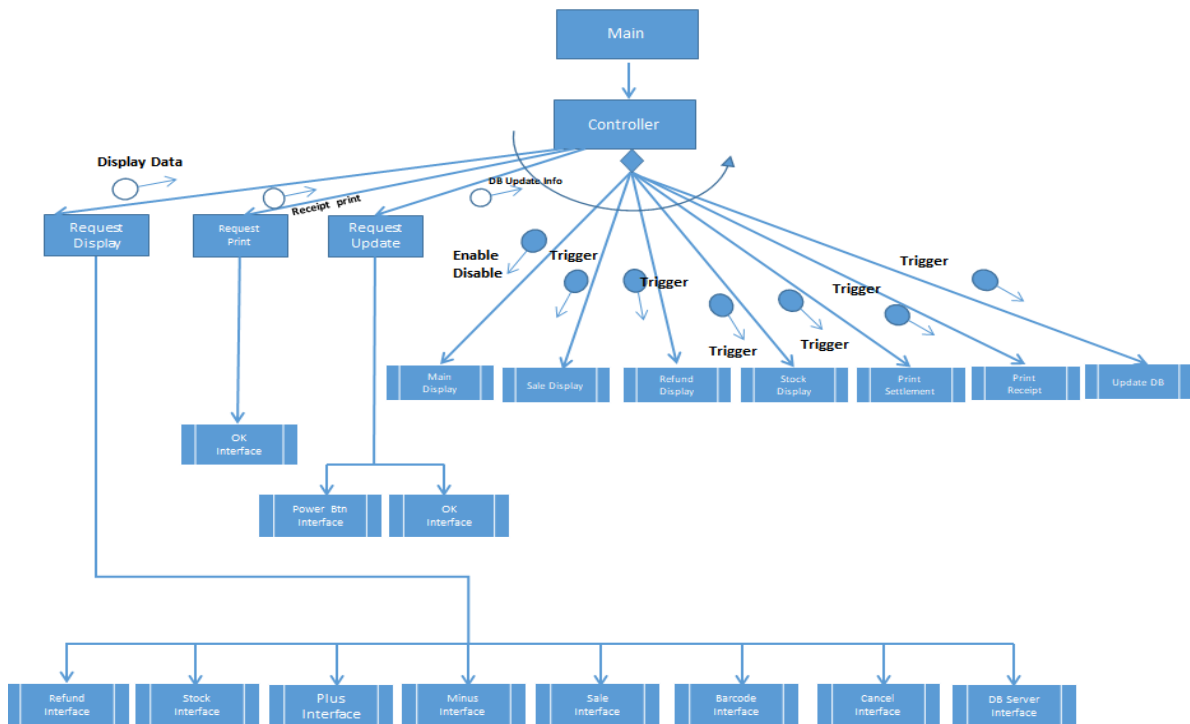 Main
Controller
Display Data
Receipt print
DB Update Info
Request
Display
Request
Print
Request
Update
Enable
Disable
Trigger
Trigger
Trigger
Trigger
Trigger
Trigger
Main
Display
Sale Display
Refund
Display
Stock
Display
Print
Settlement
Print
Receipt
Update DB
OK
Interface
Power Btn
Interface
OK
Interface
Refund
Interface
Stock
Interface
Plus
Interface
Minus
Interface
Sale
Interface
Barcode
Interface
Cancel
Interface
DB Server
Interface